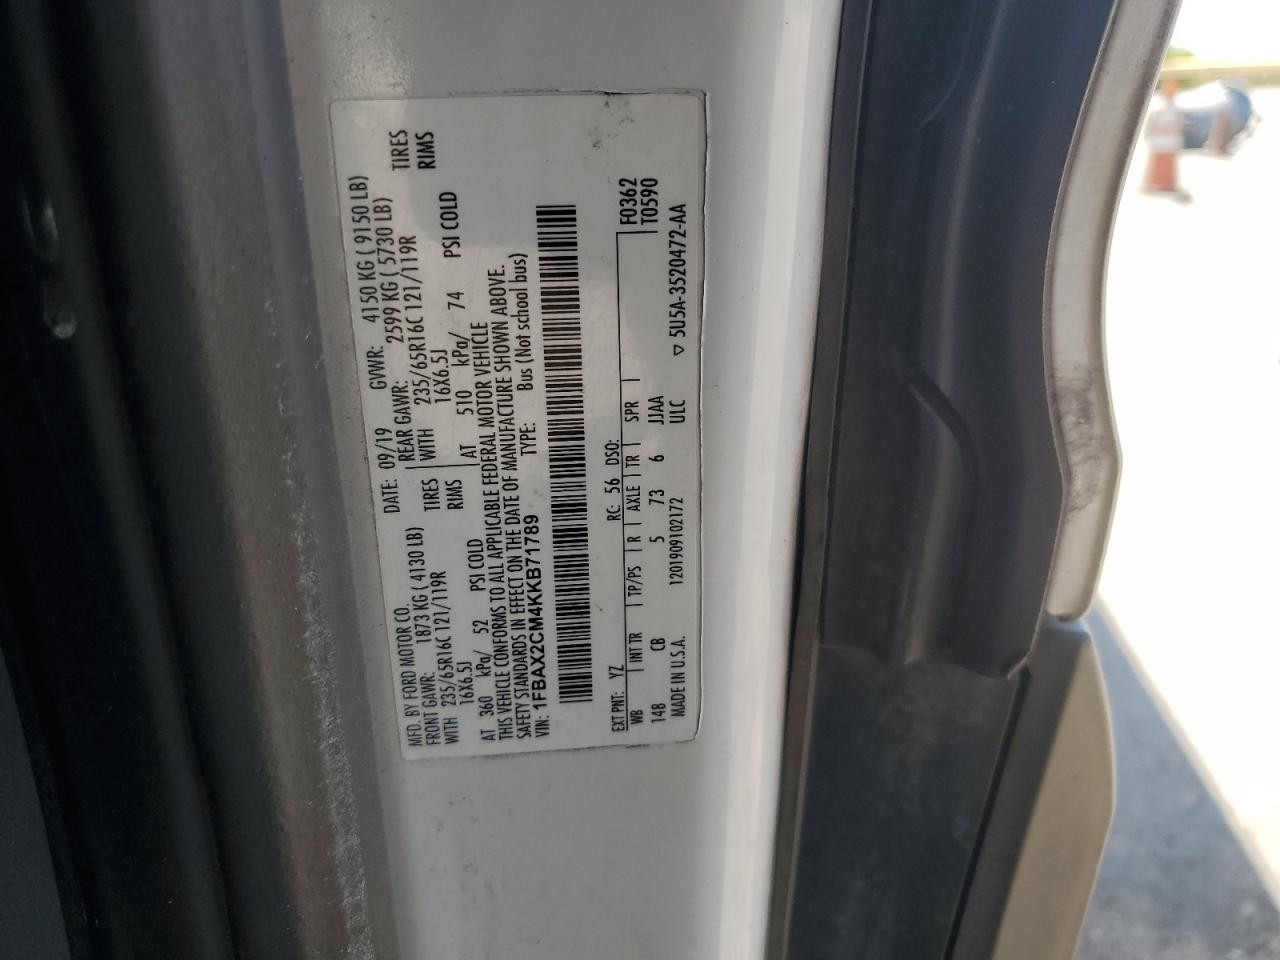 MFD. BY FORD MOTOR CO. DATE: 09/19 GVWR: 4150 KG ( 9150 LB)
FRONT GAWR: 1873 KG ( 4130 LB) REAR GAWR: 2599 KG ( 5730 LB)
WITH 235/65R16C 121/119R TIRES WITH 235/65R16C 121/119R TIRES
16X6.5J RIMS 16X6.5J RIMS
AT 360 kPa/ 52 PSI COLD AT 510 kPa/ 74 PSI COLD
THIS VEHICLE CONFORMS TO ALL APPLICABLE FEDERAL MOTOR VEHICLE
SAFETY STANDARDS IN EFFECT ON THE DATE OF MANUFACTURE SHOWN ABOVE.
VIN: 1FBAX2CM4KKB71789 TYPE: Bus (Not school bus)
EXT PNT: YZ RC: 56 DSO: F0362
WB INT TR TP/PS R AXLE TR SPR T0590
148 CB 5 73 6 JJAA
MADE IN U.S.A. 1201909102172 ULC ▽ 5U5A-3520472-AA